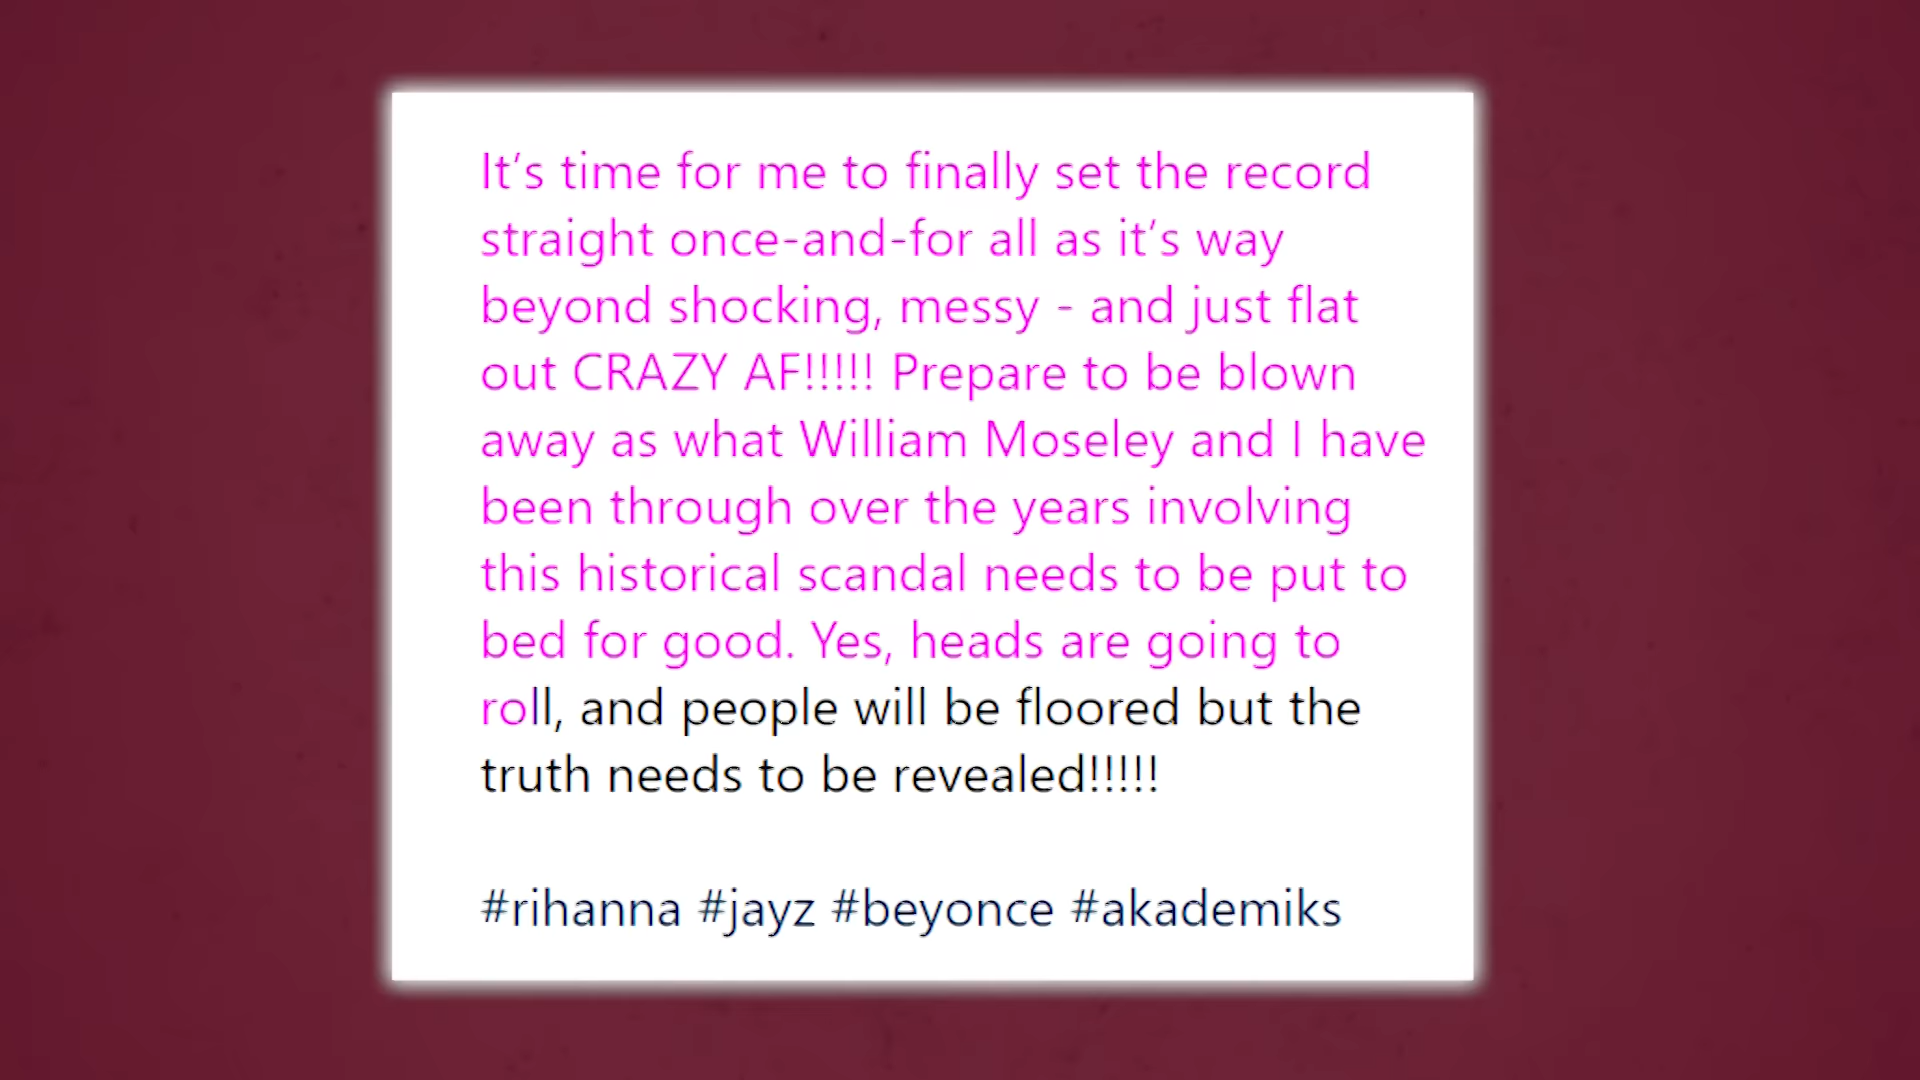 It’s time for me to finally set the record
straight once-and-for all as it’s way
beyond shocking, messy - and just flat
out CRAZY AF!!!!! Prepare to be blown
away as what William Moseley and I have
been through over the years involving
this historical scandal needs to be put to
bed for good. Yes, heads are going to
roll, and people will be floored but the
truth needs to be revealed!!!!!
#rihanna #jayz #beyonce #akademiks